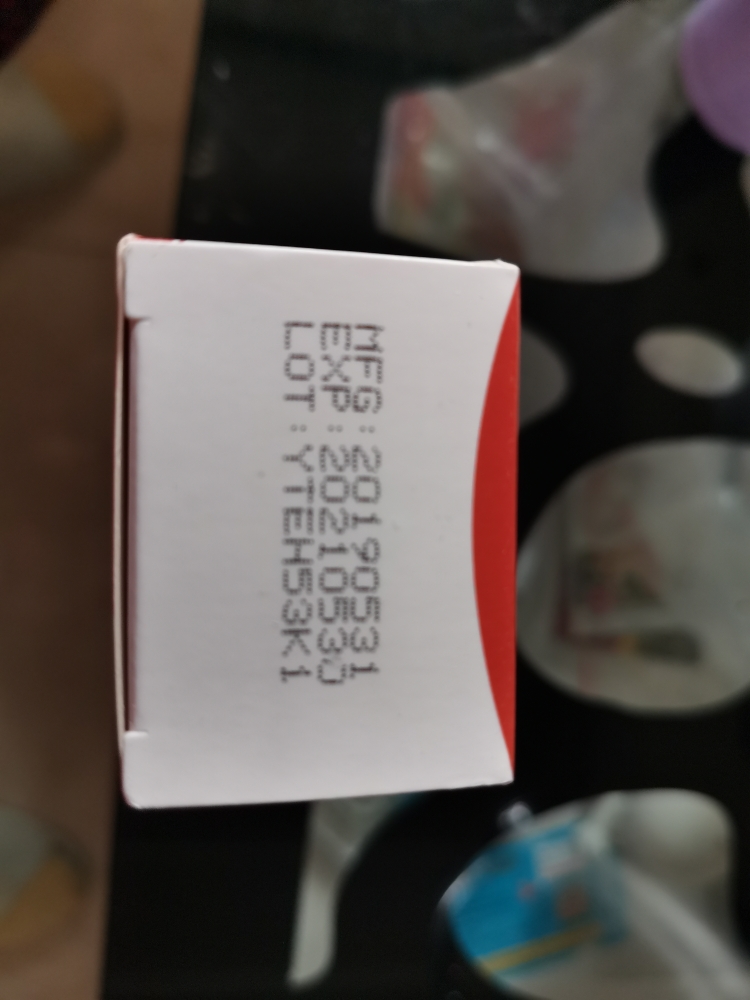 MFG: 20190531
EXP: 20210530
LOT: YTEH53K1